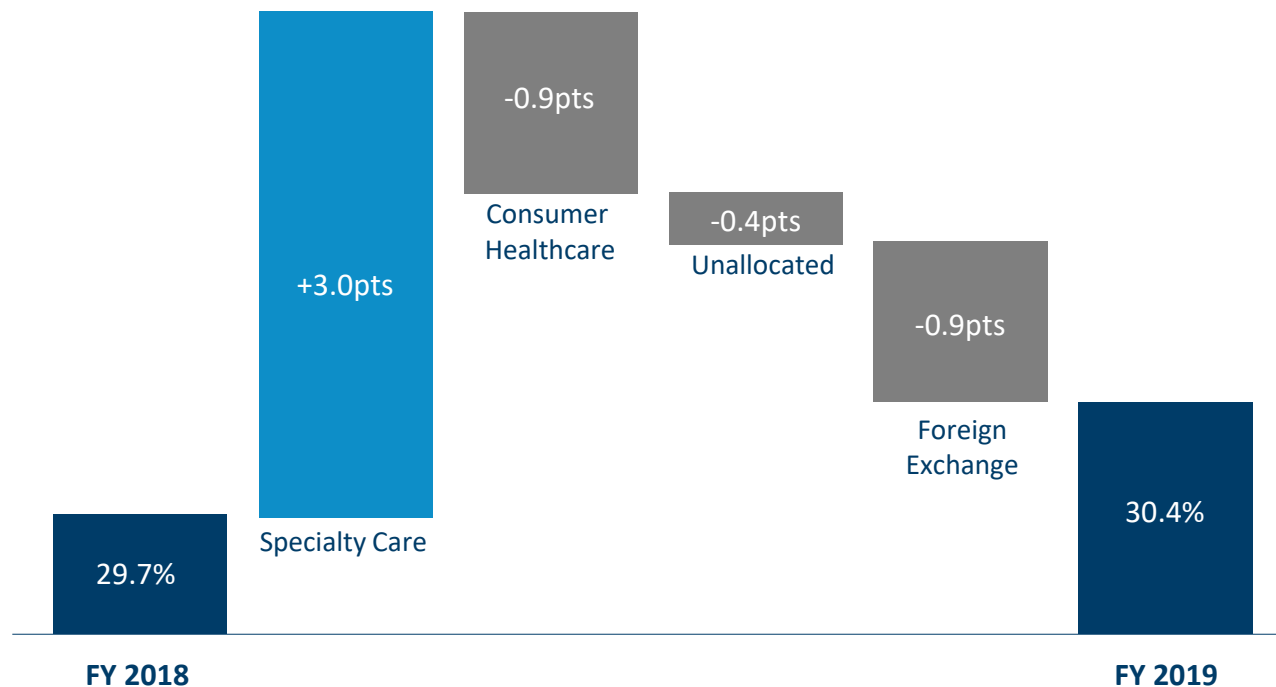 -0.9pts
Consumer
Healthcare
-0.4pts
Unallocated
+3.0pts
-0.9pts
Foreign
Exchange
Specialty Care
30.4%
29.7%
FY 2018
FY 2019